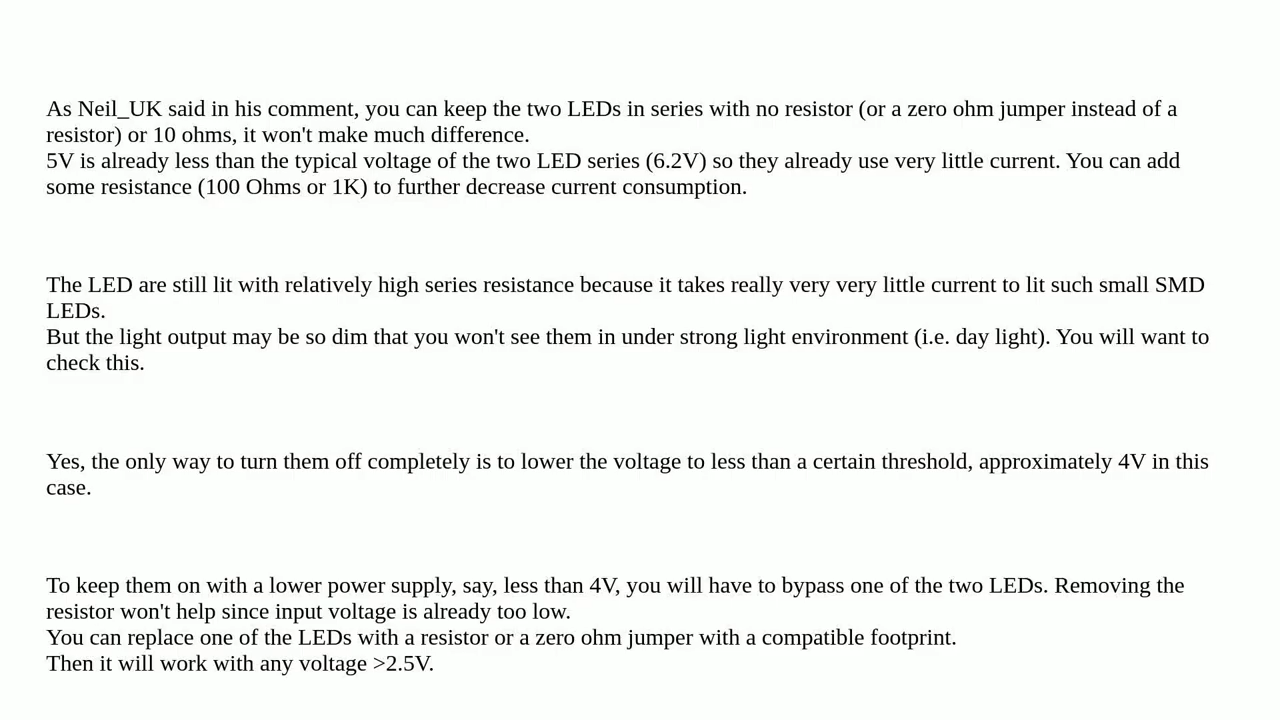 As Neil_UK said in his comment, you can keep the two LEDs in series with no resistor (or a zero ohm jumper instead of a
resistor) or 10 ohms, it won't make much difference.
5V is already less than the typical voltage of the two LED series (6.2V) so they already use very little current. You can add
some resistance (100 Ohms or 1K) to further decrease current consumption.
The LED are still lit with relatively high series resistance because it takes really very very little current to lit such small SMD
LEDs.
But the light output may be so dim that you won't see them in under strong light environment (i.e. day light). You will want to
check this.
Yes, the only way to turn them off completely is to lower the voltage to less than a certain threshold, approximately 4V in this
case.
To keep them on with a lower power supply, say, less than 4V, you will have to bypass one of the two LEDs. Removing the
resistor won't help since input voltage is already too low.
You can replace one of the LEDs with a resistor or a zero ohm jumper with a compatible footprint.
Then it will work with any voltage >2.5V.